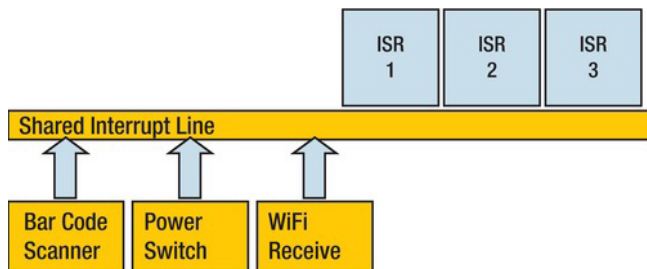 ISR
1
ISR
2
ISR
3
Shared Interrupt Line
Bar Code
Scanner
Power
Switch
WiFi
Receive